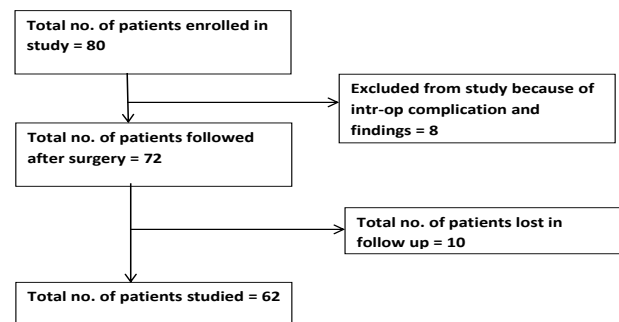 Total no. of patients enrolled in
study = 80
Excluded from study because of
intr-op complication and
findings = 8
Total no. of patients followed
after surgery = 72
Total no. of patients lost in
follow up = 10
Total no. of patients studied = 62